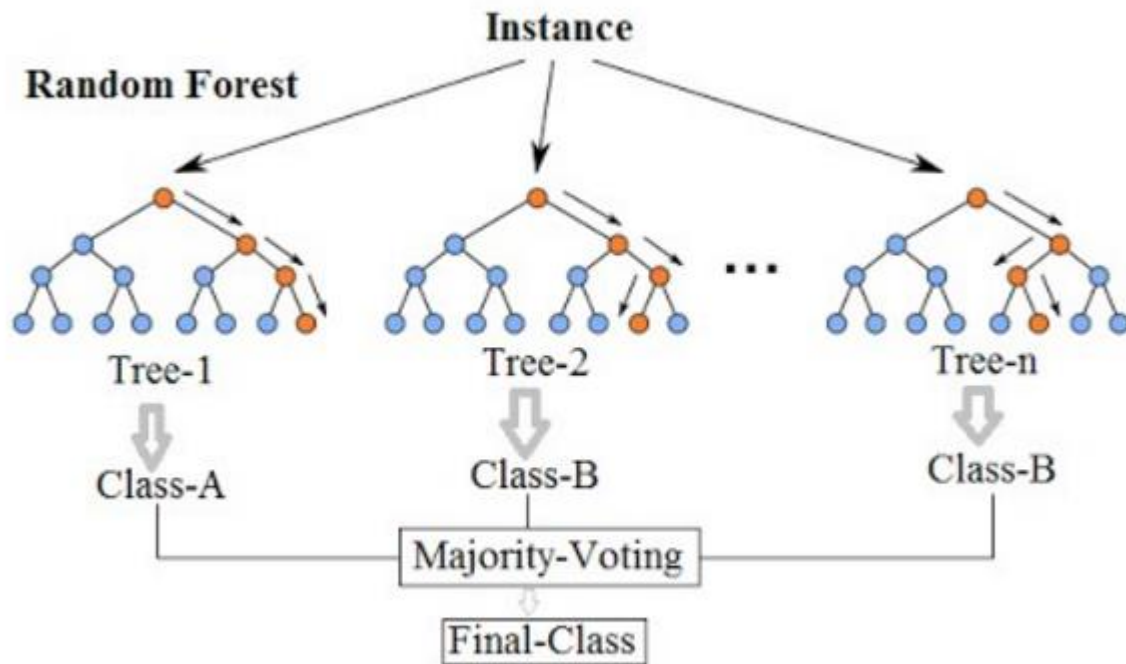 Instance
Random Forest
...
Tree-1
Tree-2
Tree-n
Class-A
Class-B
Class-B
Majority-Voting
Final-Class